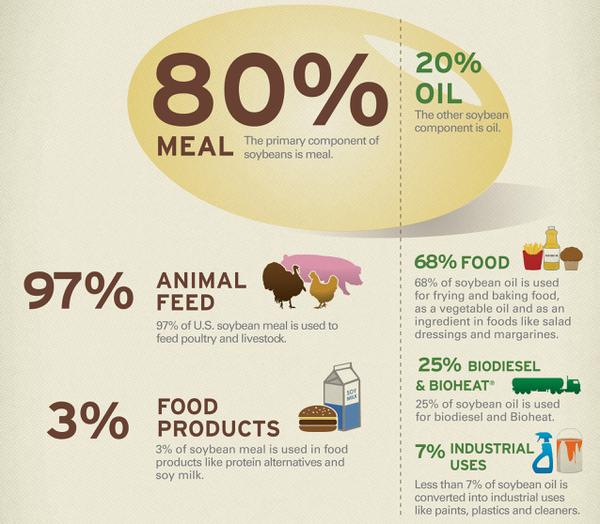 80%
MEAL
The primary component of
soybeans is meal.
20%
OIL
The other soybean
component is oil.
97%
ANIMAL
FEED
97% of U.S. soybean meal is used to
feed poultry and livestock.
3%
FOOD
PRODUCTS
3% of soybean meal is used in food
products like protein alternatives and
soy milk.
SOY
MILK
68% FOOD
68% of soybean oil is used
for frying and baking food,
as a vegetable oil and as an
ingredient in foods like salad
dressings and margarines.
25% BIODIESEL
& BIOHEAT®
25% of soybean oil is used
for biodiesel and Bioheat.
7% INDUSTRIAL
USES
Less than 7% of soybean oil is
converted into industrial uses
like paints, plastics and cleaners.